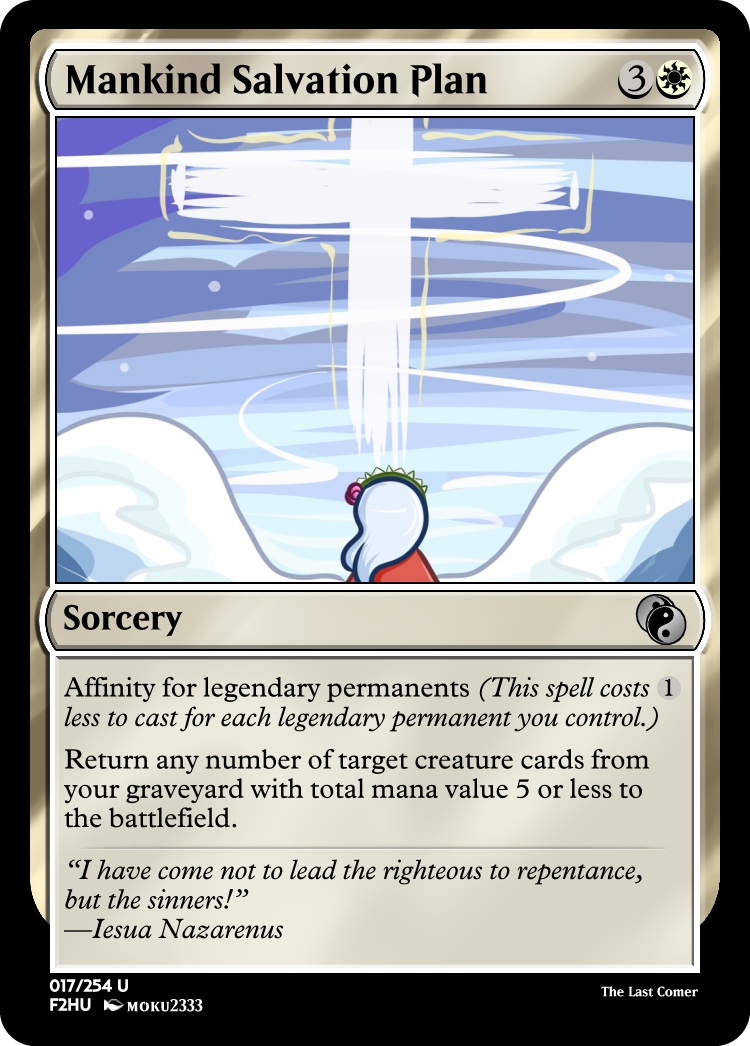 Mankind Salvation Plan 3
Sorcery
Affinity for legendary permanents (This spell costs 1
less to cast for each legendary permanent you control.)
Return any number of target creature cards from
your graveyard with total mana value 5 or less to
the battlefield.
“I have come not to lead the righteous to repentance,
but the sinners!”
—Iesua Nazarenus
017/254 U
F2HU MOKU2333
The Last Comer